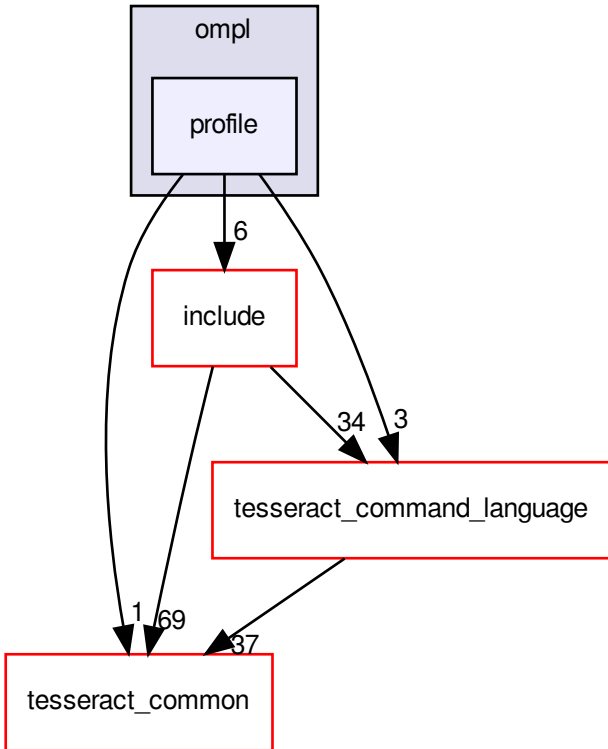 ompl
profile
6
include
34
3
tesseract_command_language
1
69
37
tesseract_common